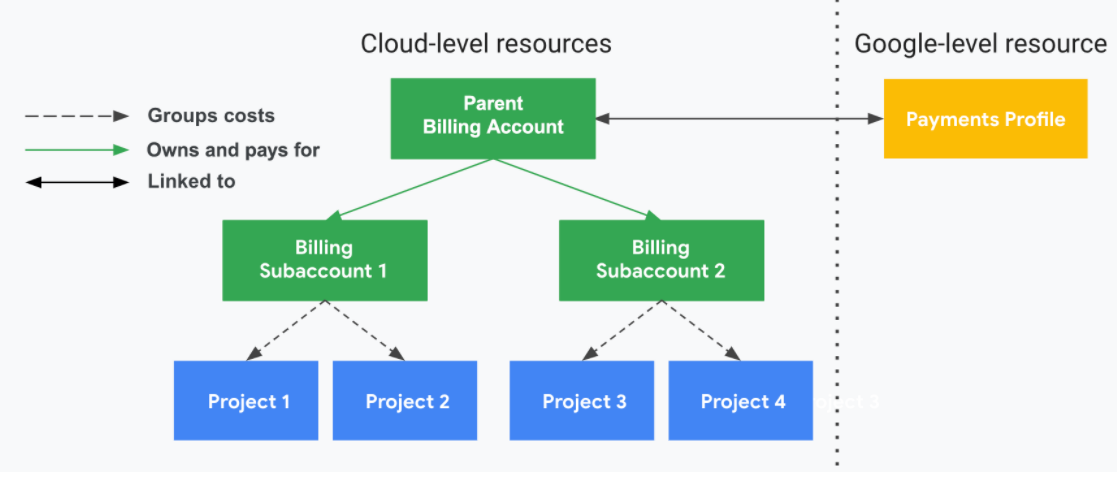 Cloud-level resources
Google-level resource
Parent
Billing Account
Payments Profile
Groups costs
Owns and pays for
Linked to
Billing
Subaccount 1
Billing
Subaccount 2
Project 1
Project 2
Project 3
Project 4